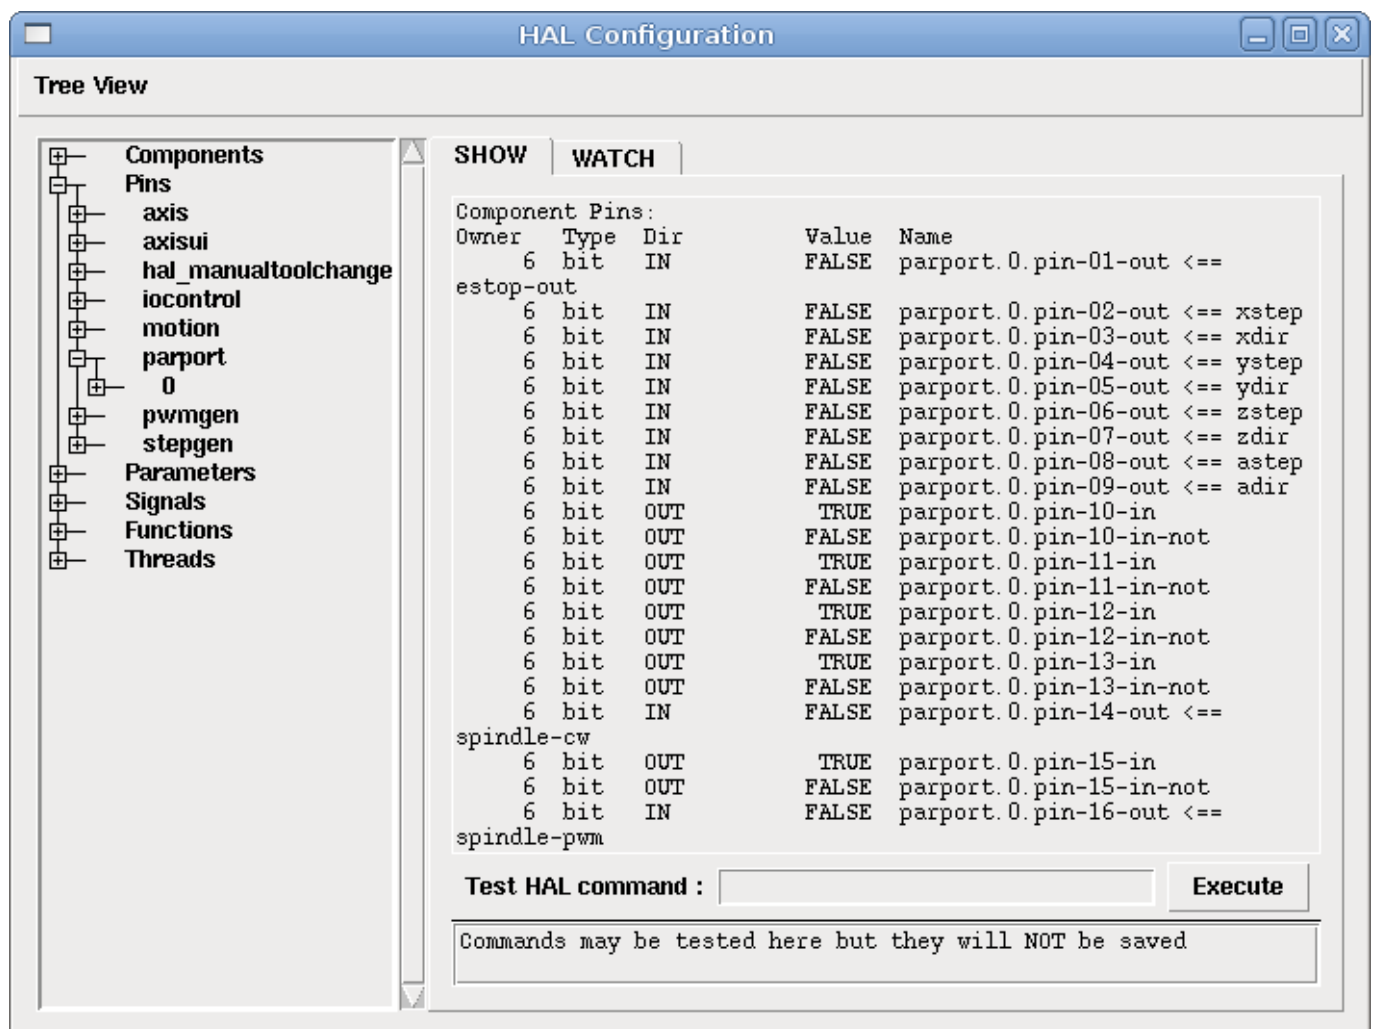 HAL Configuration
Tree View
Components
Pins
axis
axisui
hal_manualtoolchange
iocontrol
motion
parport
0
pwmgen
stepgen
Parameters
Signals
Functions
Threads
SHOW WATCH
Component Pins:
Owner Type Dir Value Name
6 bit IN FALSE parport.0.pin-01-out <==
estop-out
6 bit IN FALSE parport.0.pin-02-out <== xstep
6 bit IN FALSE parport.0.pin-03-out <== xdir
6 bit IN FALSE parport.0.pin-04-out <== ystep
6 bit IN FALSE parport.0.pin-05-out <== ydir
6 bit IN FALSE parport.0.pin-06-out <== zstep
6 bit IN FALSE parport.0.pin-07-out <== zdir
6 bit IN FALSE parport.0.pin-08-out <== astep
6 bit IN FALSE parport.0.pin-09-out <== adir
6 bit OUT TRUE parport.0.pin-10-in
6 bit OUT FALSE parport.0.pin-10-in-not
6 bit OUT TRUE parport.0.pin-11-in
6 bit OUT FALSE parport.0.pin-11-in-not
6 bit OUT TRUE parport.0.pin-12-in
6 bit OUT FALSE parport.0.pin-12-in-not
6 bit OUT TRUE parport.0.pin-13-in
6 bit OUT FALSE parport.0.pin-13-in-not
6 bit IN FALSE parport.0.pin-14-out <==
spindle-cw
6 bit OUT TRUE parport.0.pin-15-in
6 bit OUT FALSE parport.0.pin-15-in-not
6 bit IN FALSE parport.0.pin-16-out <==
spindle-pwm
Test HAL command : Execute
Commands may be tested here but they will NOT be saved